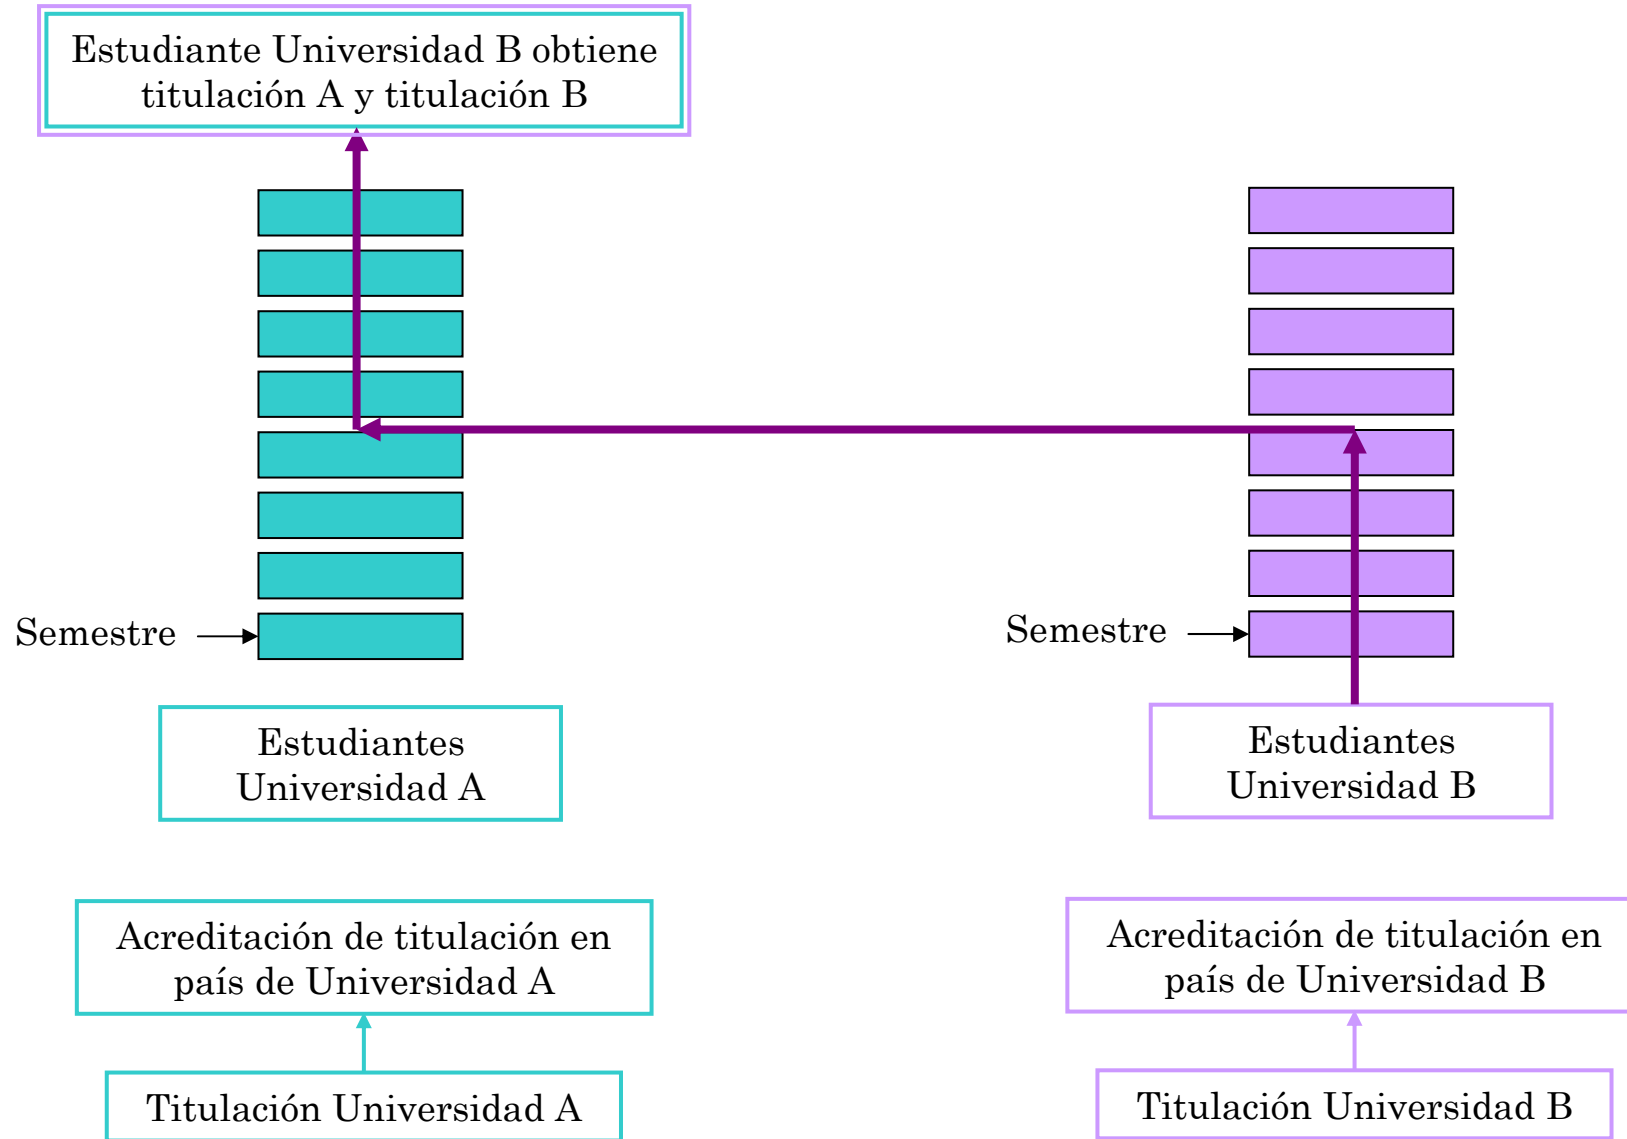 Estudiante Universidad B obtiene
titulación A y titulación B
Semestre
Semestre
Estudiantes
Universidad A
Estudiantes
Universidad B
Acreditación de titulación en
país de Universidad A
Acreditación de titulación en
país de Universidad B
Titulación Universidad A
Titulación Universidad B